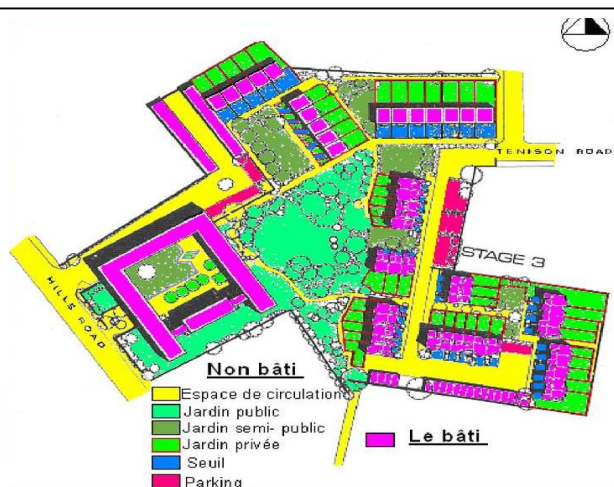 TENISON ROAD
STAGE 3
HILLS ROAD
Non bâti
Espace de circulation
Jardin public
Jardin semi- public
Jardin privée
Seuil
Parking
Le bâti